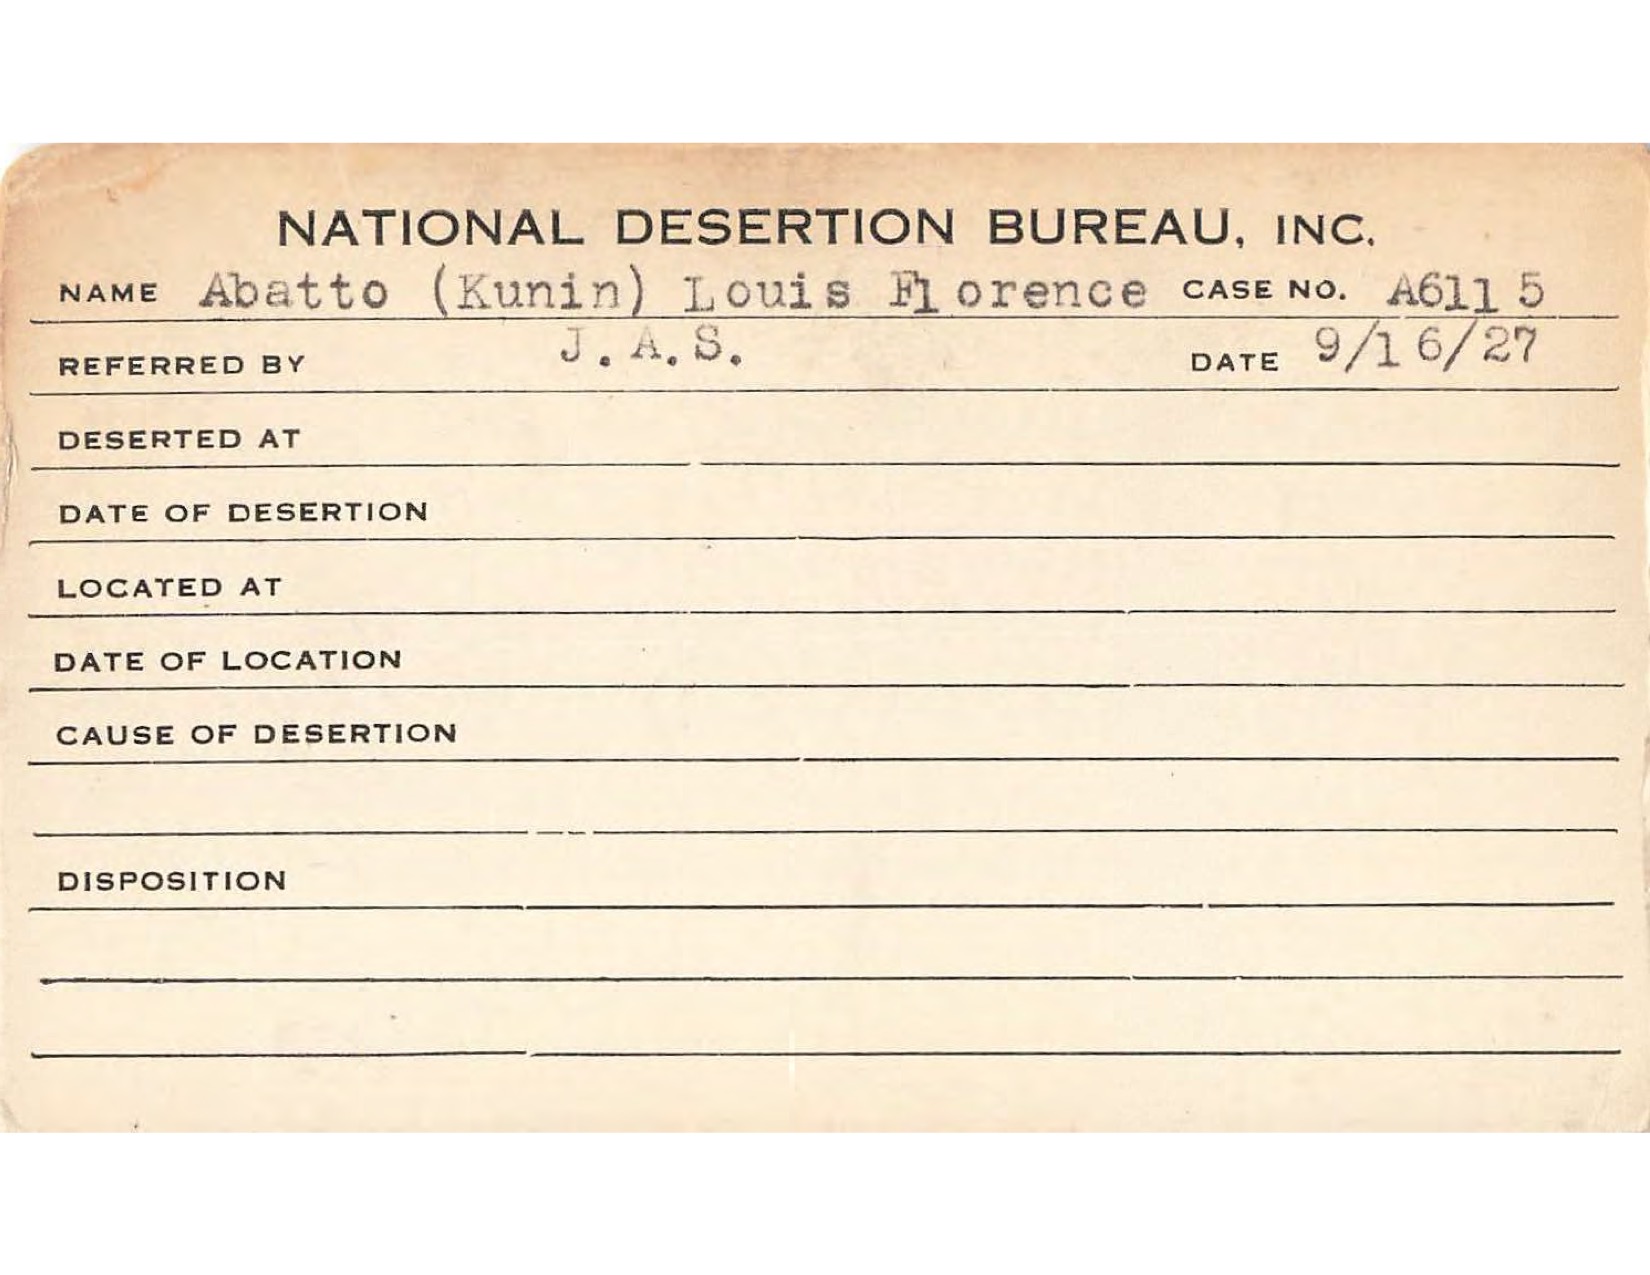 NATIONAL DESERTION BUREAU, INC.
NAME Abatto (Kunin) Louis Florence CASE NO. A6115
REFERRED BY J.A.S. DATE 9/16/27
DESERTED AT
DATE OF DESERTION
LOCATED AT
DATE OF LOCATION
CAUSE OF DESERTION
DISPOSITION